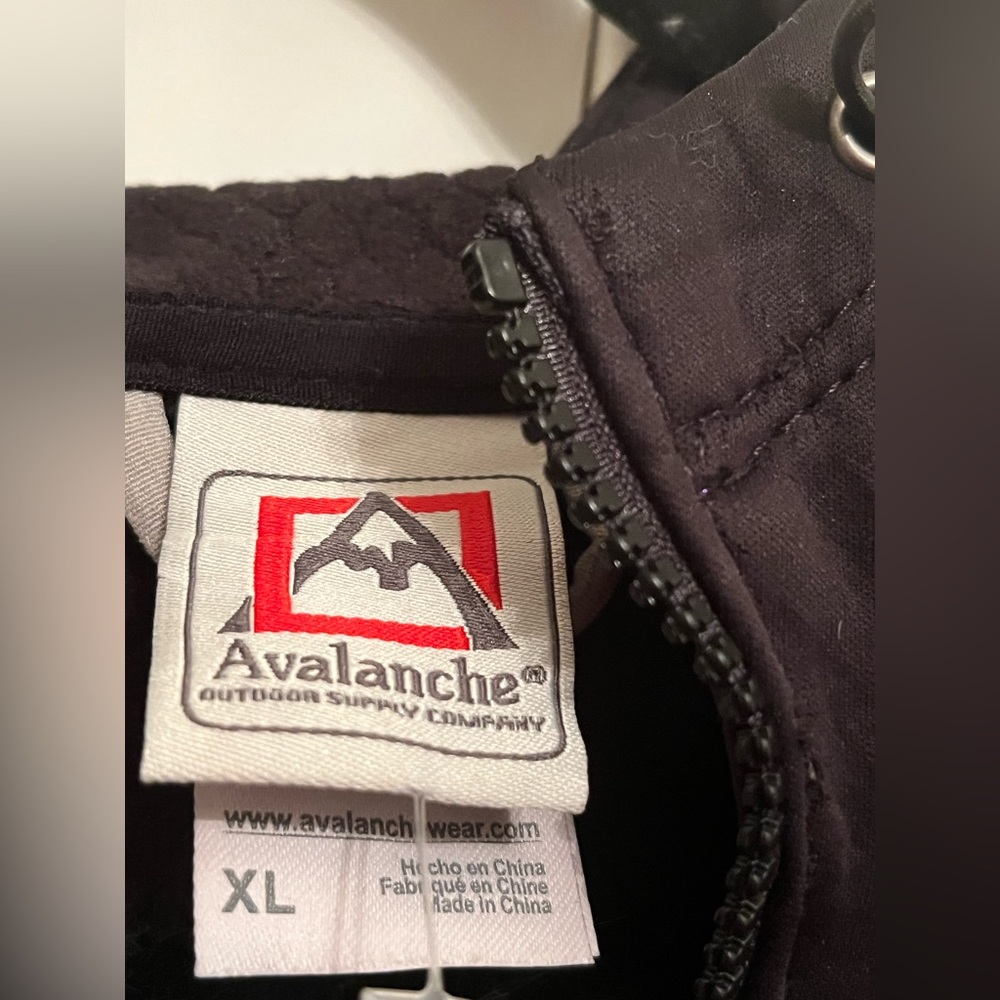 Avalanche®
OUTDOOR SUPPLY COMPANY
www.avalanchewear.com
XL
Hecho en China
Fabriqué en Chine
Made in China